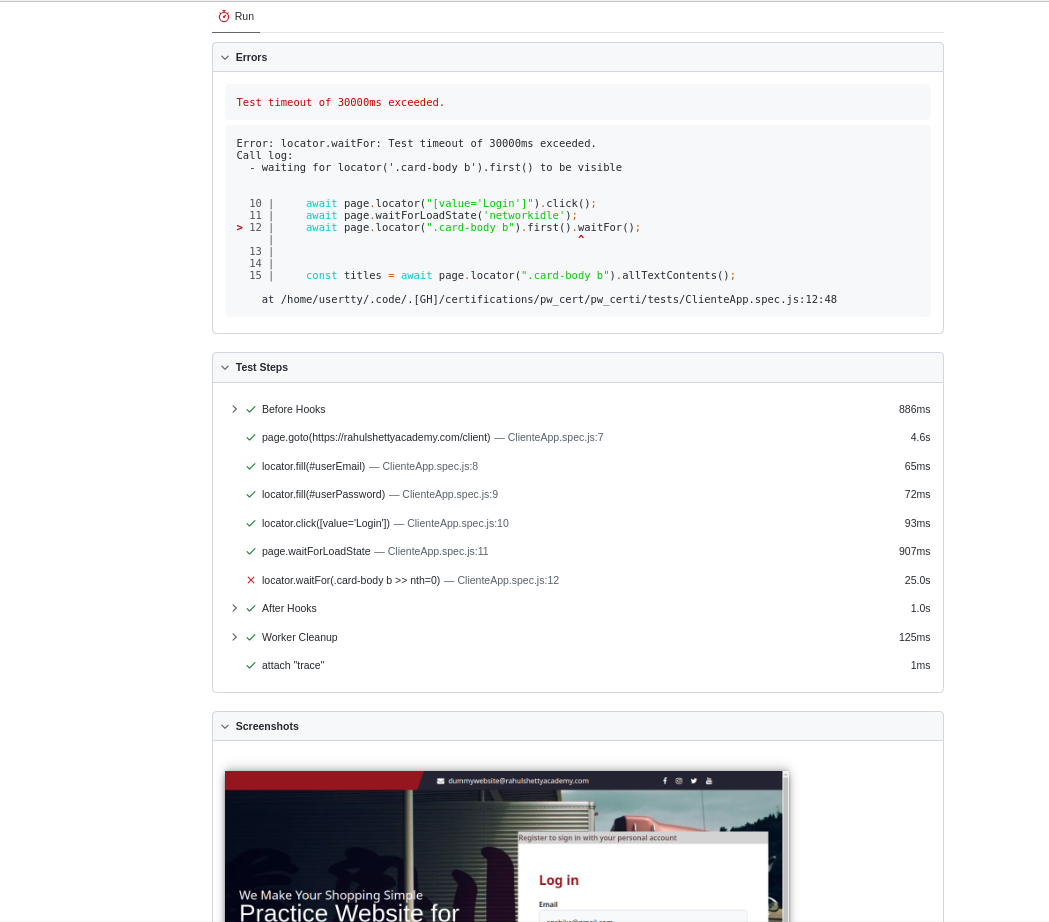 Run
Errors
Test timeout of 30000ms exceeded.
Error: locator.waitFor: Test timeout of 30000ms exceeded.
Call log:
- waiting for locator('.card-body b').first() to be visible
10 | await page.locator("[value='Login']").click();
11 | await page.waitForLoadState('networkidle');
> 12 | await page.locator(".card-body b").first().waitFor();
| ^
13 |
14 |
15 | const titles = await page.locator(".card-body b").allTextContents();
at /home/usertty/.code/.[GH]/certifications/pw_cert/pw_certi/tests/ClienteApp.spec.js:12:48
Test Steps
Before Hooks 886ms
page.goto(https://rahulshettyacademy.com/client) — ClienteApp.spec.js:7 4.6s
locator.fill(#userEmail) — ClienteApp.spec.js:8 65ms
locator.fill(#userPassword) — ClienteApp.spec.js:9 72ms
locator.click([value='Login']) — ClienteApp.spec.js:10 93ms
page.waitForLoadState — ClienteApp.spec.js:11 907ms
locator.waitFor(.card-body b >> nth=0) — ClienteApp.spec.js:12 25.0s
After Hooks 1.0s
Worker Cleanup 125ms
attach "trace" 1ms
Screenshots
dummywebsite@rahulshettyacademy.com
Register to sign in with your personal account
Log in
Email
We Make Your Shopping Simple
Practice Website for